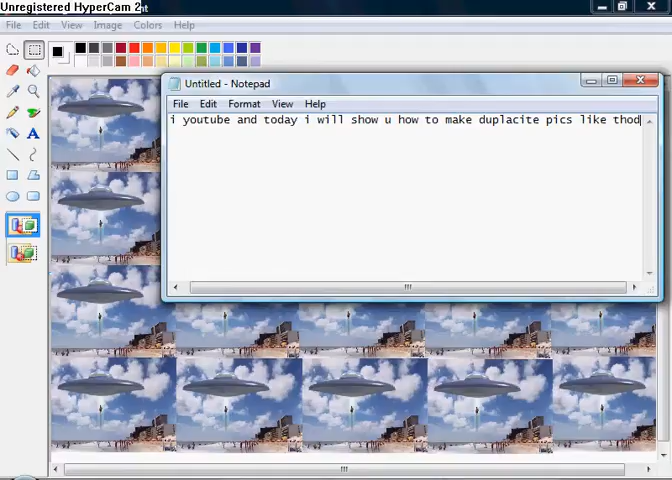 Unregistered HyperCam 2
File Edit View Image Colors Help
Untitled - Notepad
File Edit Format View Help
i youtube and today i will show u how to make duplacite pics like thod